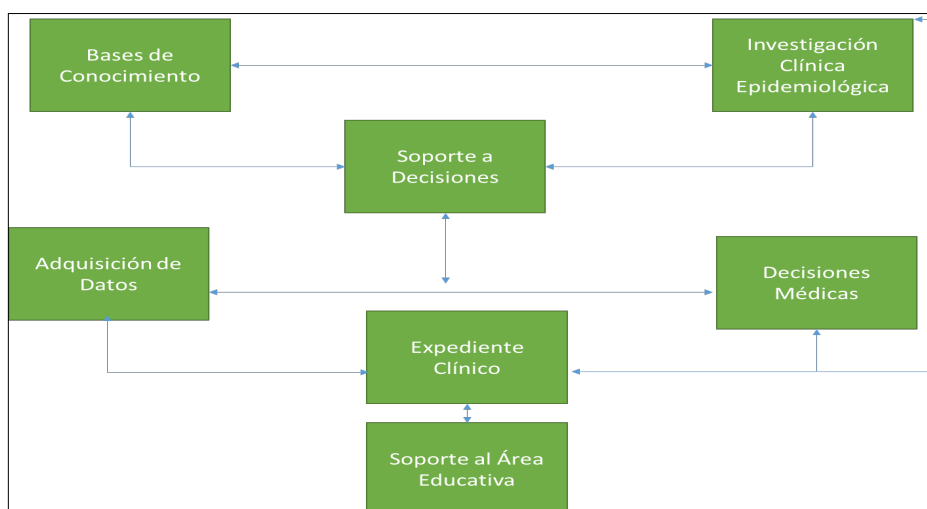 Bases de
Conocimiento
Investigación
Clínica
Epidemiológica
Soporte a
Decisiones
Adquisición de
Datos
Decisiones
Médicas
Expediente
Clínico
Soporte al Área
Educativa